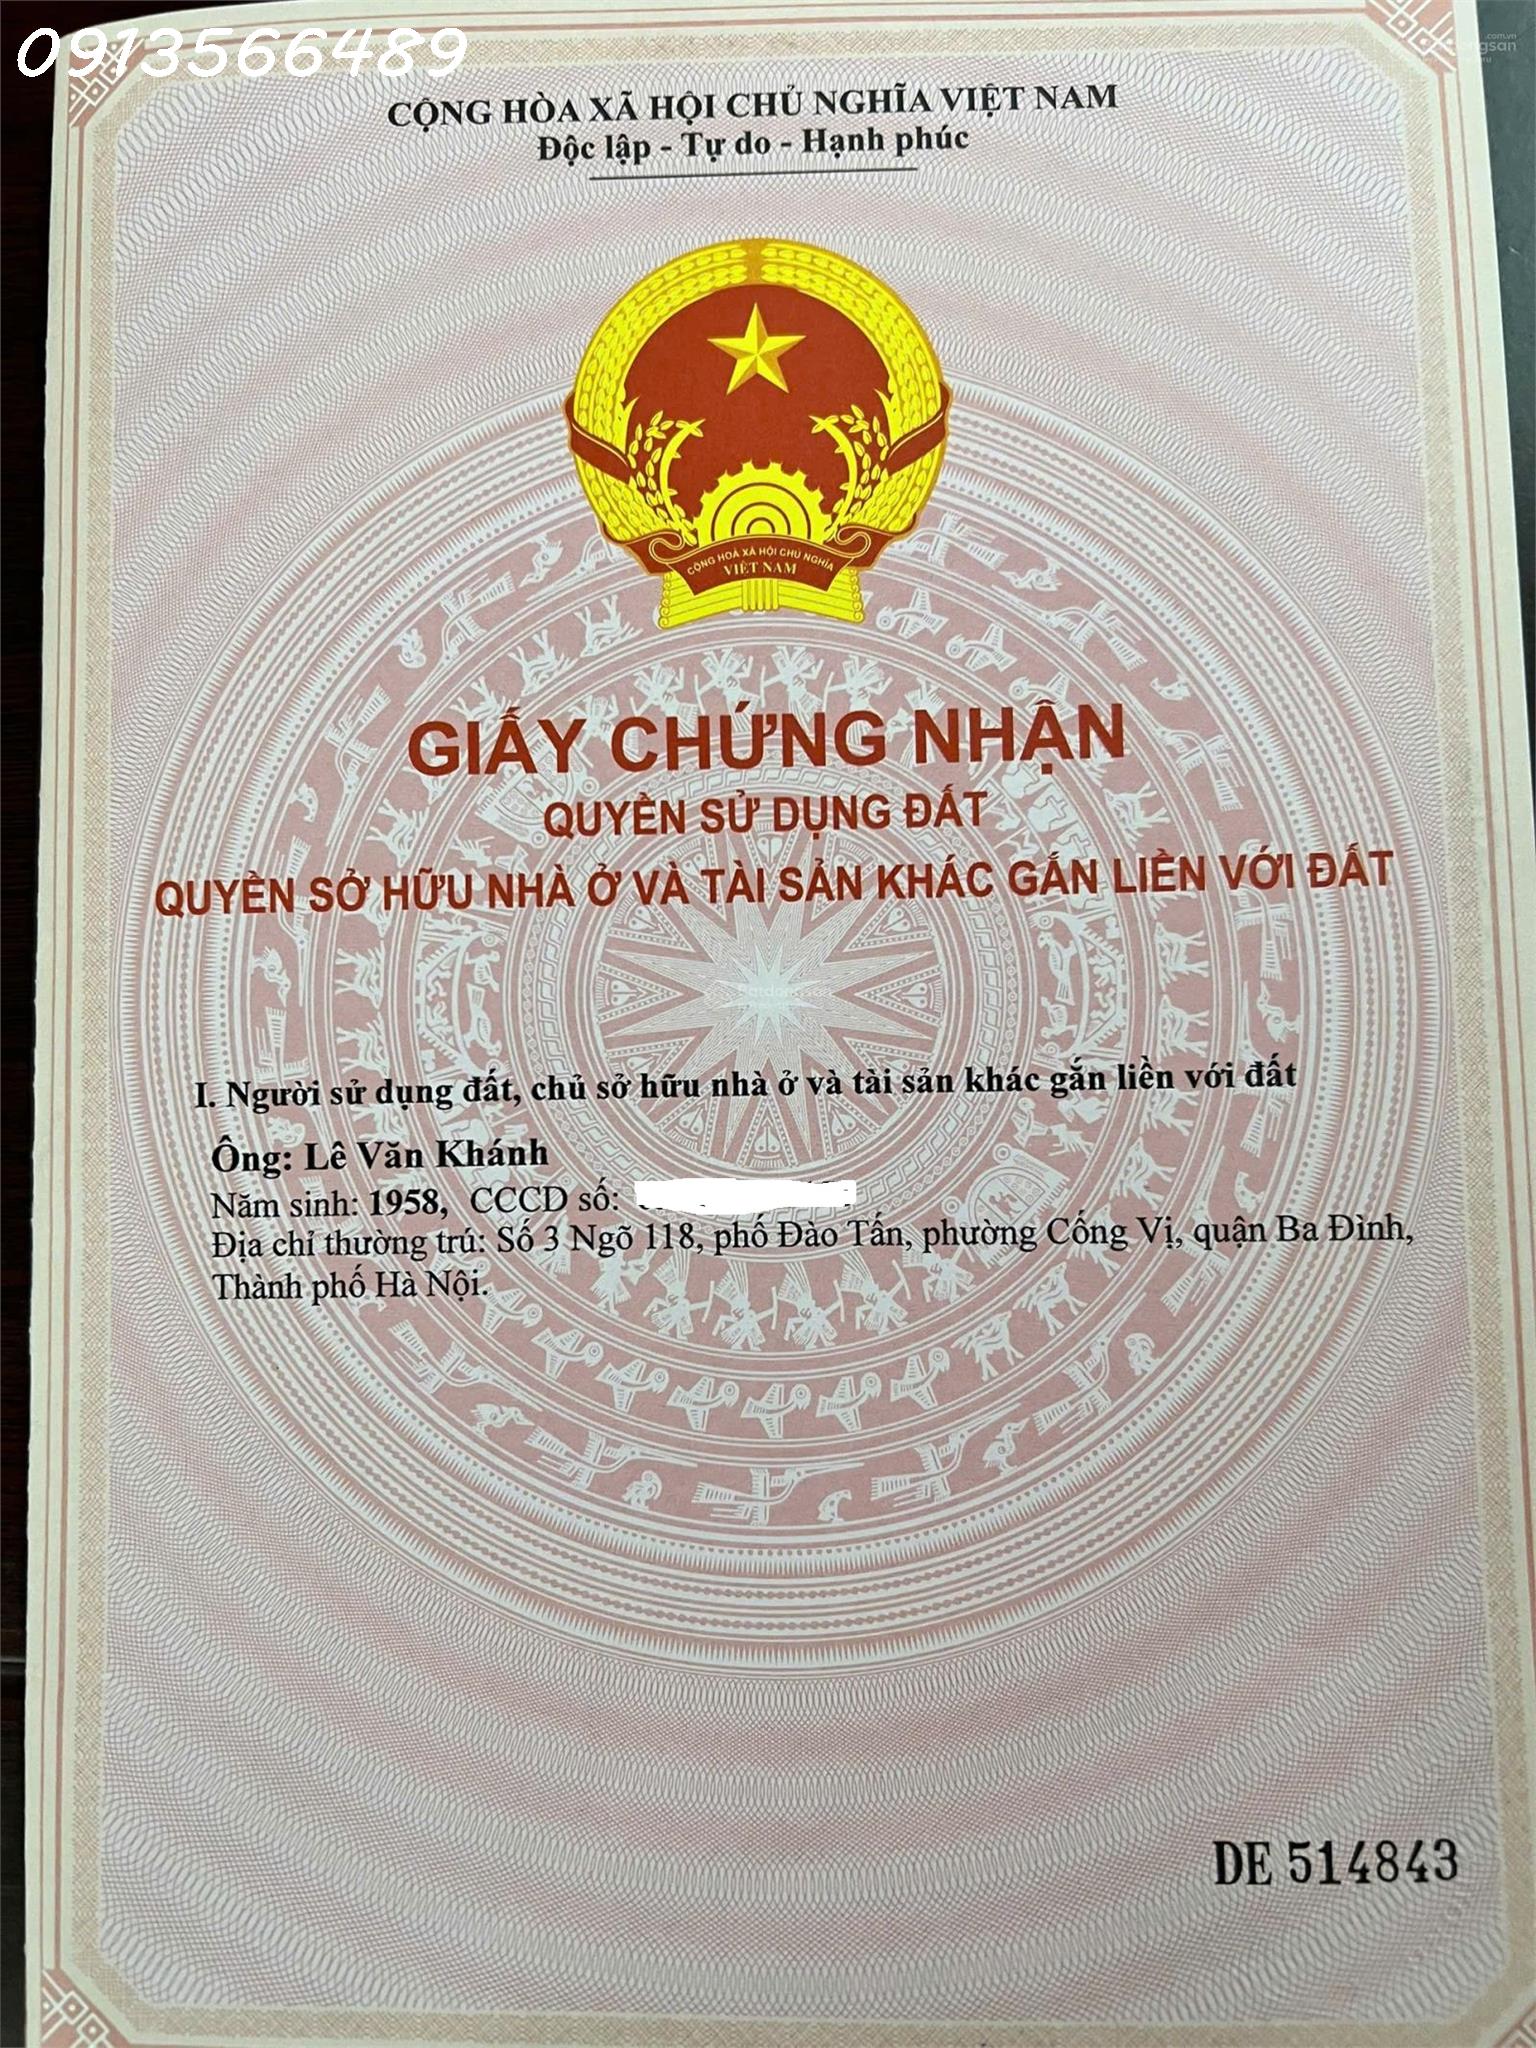 0913566489
CỘNG HÒA XÃ HỘI CHỦ NGHĨA VIỆT NAM
Độc lập - Tự do - Hạnh phúc
CỘNG HOÀ XÃ HỘI CHỦ NGHĨA
VIỆT NAM
GIẤY CHỨNG NHẬN
QUYỀN SỬ DỤNG ĐẤT
QUYỀN SỞ HỮU NHÀ Ở VÀ TÀI SẢN KHÁC GẮN LIỀN VỚI ĐẤT
I. Người sử dụng đất, chủ sở hữu nhà ở và tài sản khác gắn liền với đất
Ông: Lê Văn Khánh
Năm sinh: 1958, CCCD số:
Địa chỉ thường trú: Số 3 Ngõ 118, phố Đào Tấn, phường Cống Vị, quận Ba Đình,
Thành phố Hà Nội.
DE 514843